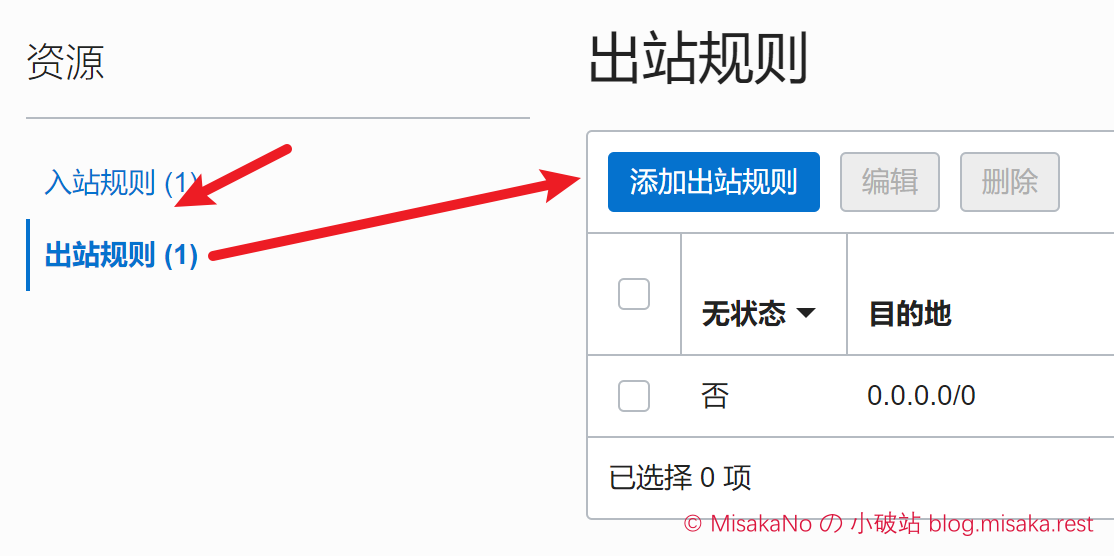 资源
入站规则 (1)
出站规则 (1)
出站规则
添加出站规则 编辑 删除
无状态 目的地
否 0.0.0.0/0
已选择 0 项
© MisakaNo の 小破站 blog.misaka.rest